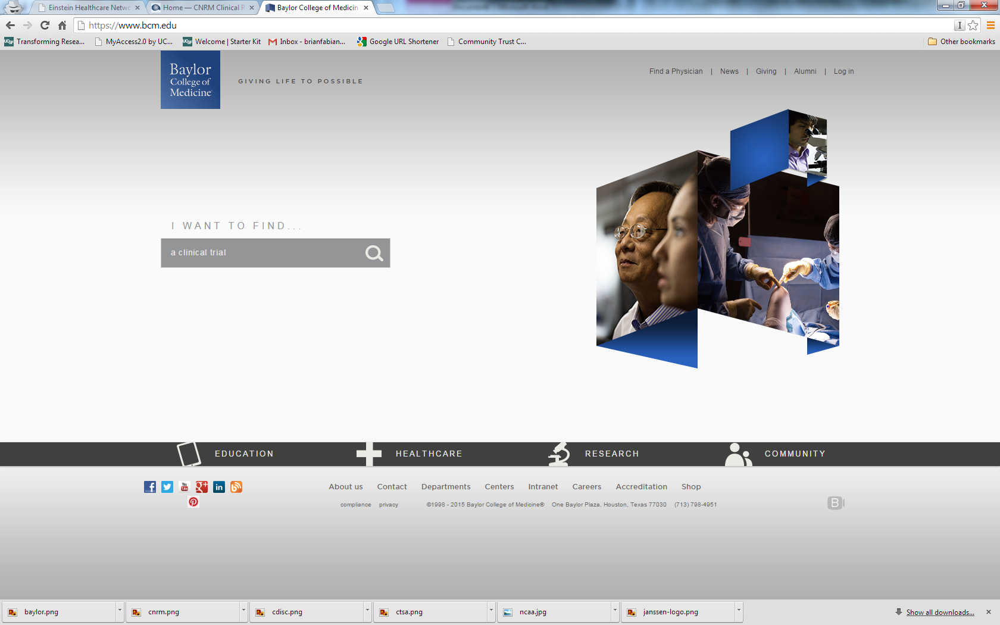 Einstein Healthcare Netwo
Home — CNRM Clinical R
Baylor College of Medicin
https://www.bcm.edu
Transforming Resea...
MyAccess2.0 by UC...
Welcome | Starter Kit
Inbox - brianfabian...
Google URL Shortener
Community Trust C...
Other bookmarks
Baylor
College of
Medicine
GIVING LIFE TO POSSIBLE
Find a Physician | News | Giving | Alumni | Log in
I WANT TO FIND...
a clinical trial
EDUCATION
HEALTHCARE
RESEARCH
COMMUNITY
About us Contact Departments Centers Intranet Careers Accreditation Shop
compliance privacy ©1998 - 2015 Baylor College of Medicine® One Baylor Plaza, Houston, Texas 77030 (713) 798-4951
B
baylor.png
cnrm.png
cdisc.png
ctsa.png
ncaa.jpg
janssen-logo.png
Show all downloads...